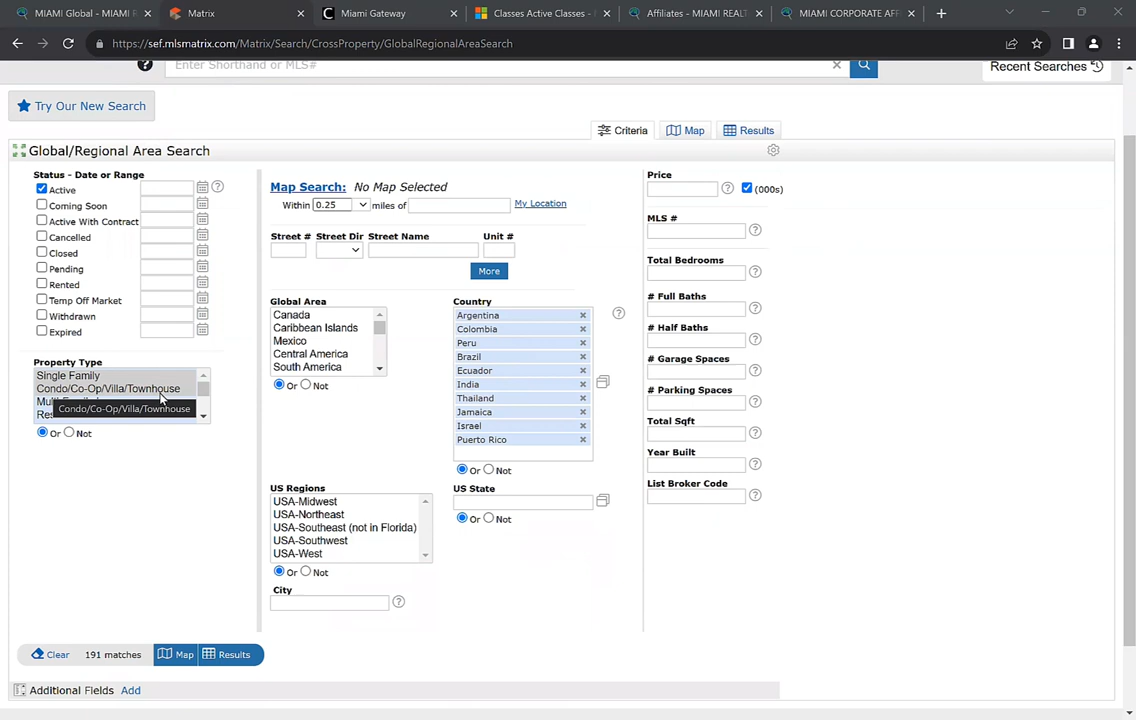 MIAMI Global - MIAMI R
Matrix
Miami Gateway
Classes Active Classes -
Affiliates - MIAMI REALT
MIAMI CORPORATE AFF
https://sef.mlsmatrix.com/Matrix/Search/CrossProperty/GlobalRegionalAreaSearch
Enter Shorthand or MLS#
Recent Searches
Try Our New Search
Criteria Map Results
Global/Regional Area Search
Status - Date or Range
Active
Coming Soon
Active With Contract
Cancelled
Closed
Pending
Rented
Temp Off Market
Withdrawn
Expired
Property Type
Single Family
Condo/Co-Op/Villa/Townhouse
Condo/Co-Op/Villa/Townhouse
Or Not
Map Search: No Map Selected
Within 0.25 miles of My Location
Street # Street Dir Street Name Unit #
More
Global Area
Canada
Caribbean Islands
Mexico
Central America
South America
Or Not
Country
Argentina
Colombia
Peru
Brazil
Ecuador
India
Thailand
Jamaica
Israel
Puerto Rico
Or Not
US Regions
USA-Midwest
USA-Northeast
USA-Southeast (not in Florida)
USA-Southwest
USA-West
Or Not
US State
Or Not
City
Price
(000s)
MLS #
Total Bedrooms
# Full Baths
# Half Baths
# Garage Spaces
# Parking Spaces
Total Sqft
Year Built
List Broker Code
Clear 191 matches Map Results
Additional Fields Add